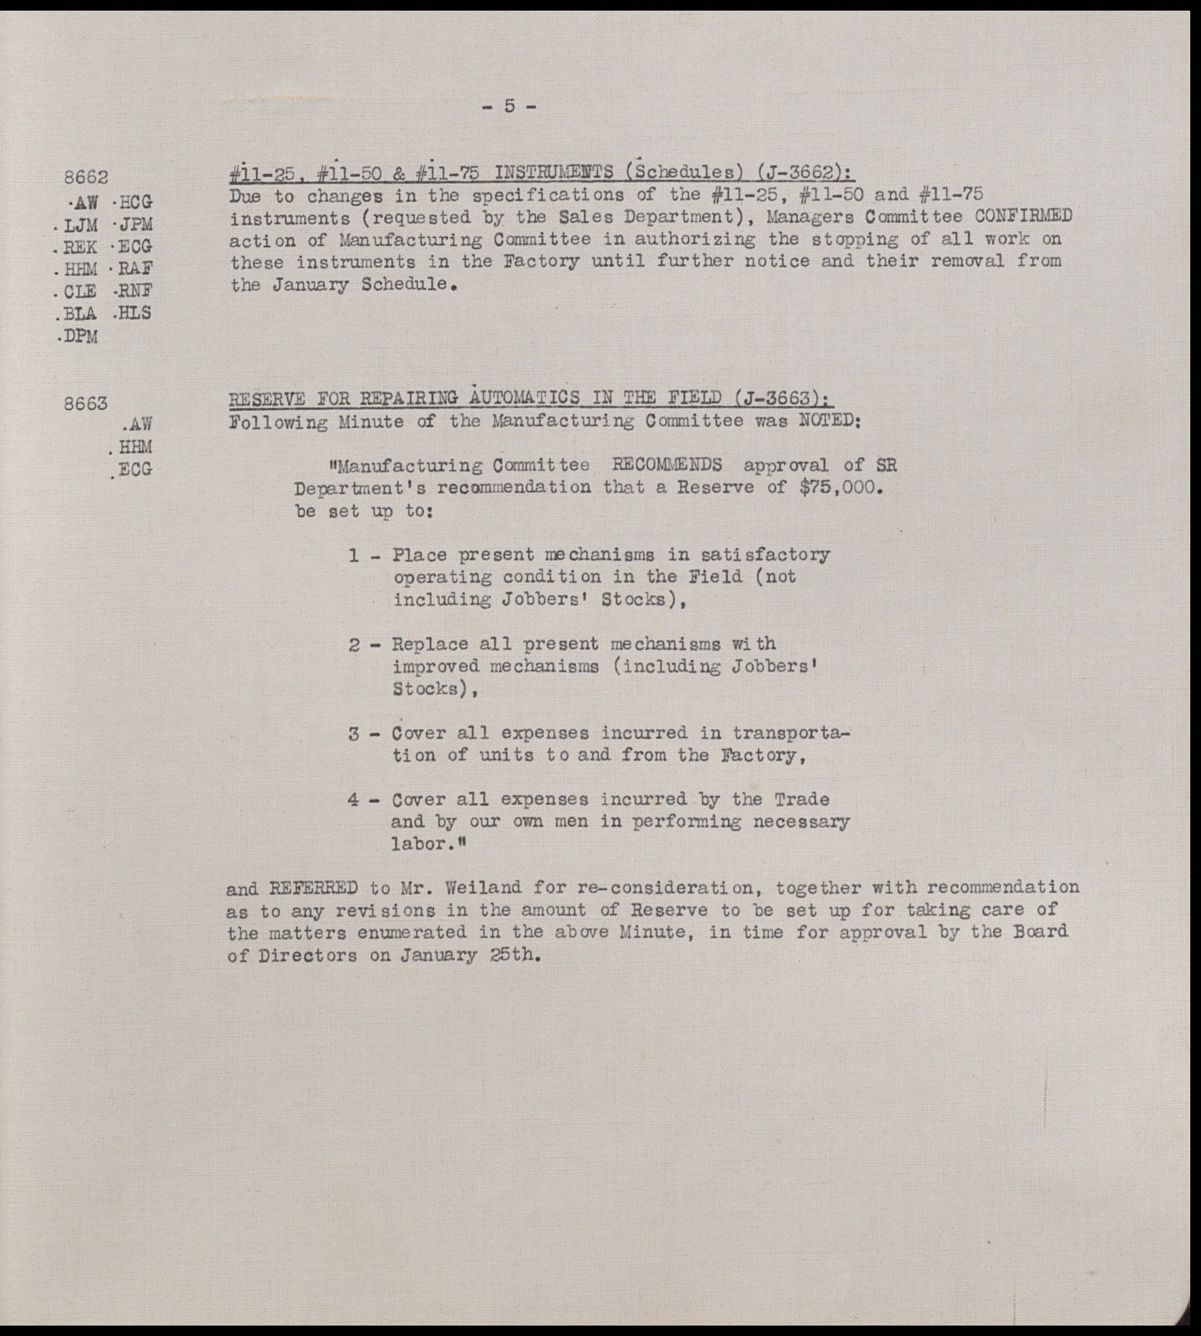 - 5 -
8662
.AW .HCG
.LJM .JPM
.REK .ECG
.HHM .RAF
.CLE .RNF
.BLA .HLS
.DPM
#11-25, #11-50 & #11-75 INSTRUMENTS (Schedules) (J-3662):
Due to changes in the specifications of the #11-25, #11-50 and #11-75
instruments (requested by the Sales Department), Managers Committee CONFIRMED
action of Manufacturing Committee in authorizing the stopping of all work on
these instruments in the Factory until further notice and their removal from
the January Schedule.
8663
.AW
.HHM
.ECG
RESERVE FOR REPAIRING AUTOMATICS IN THE FIELD (J-3663):
Following Minute of the Manufacturing Committee was NOTED:
"Manufacturing Committee RECOMMENDS approval of SR
Department's recommendation that a Reserve of $75,000.
be set up to:
1 - Place present mechanisms in satisfactory
operating condition in the Field (not
including Jobbers' Stocks),
2 - Replace all present mechanisms with
improved mechanisms (including Jobbers'
Stocks),
3 - Cover all expenses incurred in transporta-
tion of units to and from the Factory,
4 - Cover all expenses incurred by the Trade
and by our own men in performing necessary
labor."
and REFERRED to Mr. Weiland for re-consideration, together with recommendation
as to any revisions in the amount of Reserve to be set up for taking care of
the matters enumerated in the above Minute, in time for approval by the Board
of Directors on January 25th.